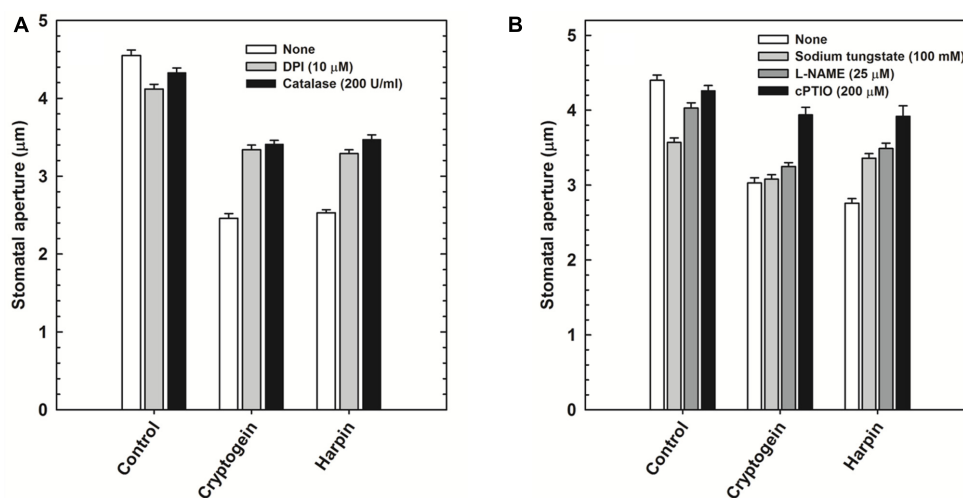 A
Stomatal aperture (µm)
5
4
3
2
1
0
None
DPI (10 µM)
Catalase (200 U/ml)
Control
Cryptogein
Harpin
B
Stomatal aperture (µm)
5
4
3
2
1
0
None
Sodium tungstate (100 mM)
L-NAME (25 µM)
cPTIO (200 µM)
Control
Cryptogein
Harpin